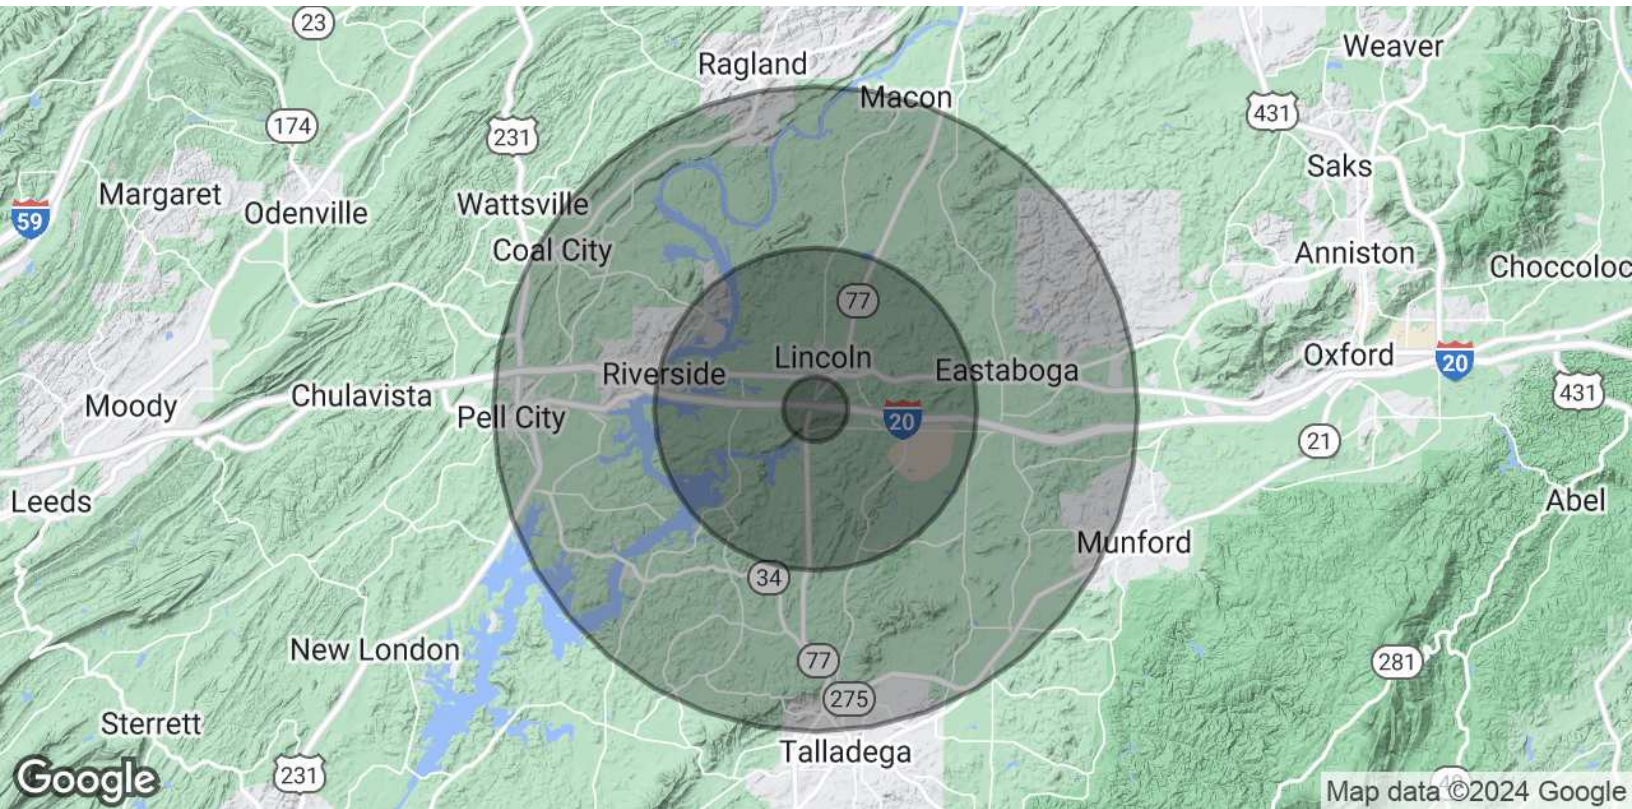 23
Ragland
Weaver
Macon
431
174
231
Saks
Margaret
Wattsville
Odenville
59
Coal City
Anniston
Choccoloc
77
Lincoln
Oxford
Riverside
Eastaboga
20
Chulavista
431
Moody
Pell City
20
21
Leeds
Abel
Munford
34
New London
77
281
275
Sterrett
Talladega
231
Google
Map data ©2024 Google